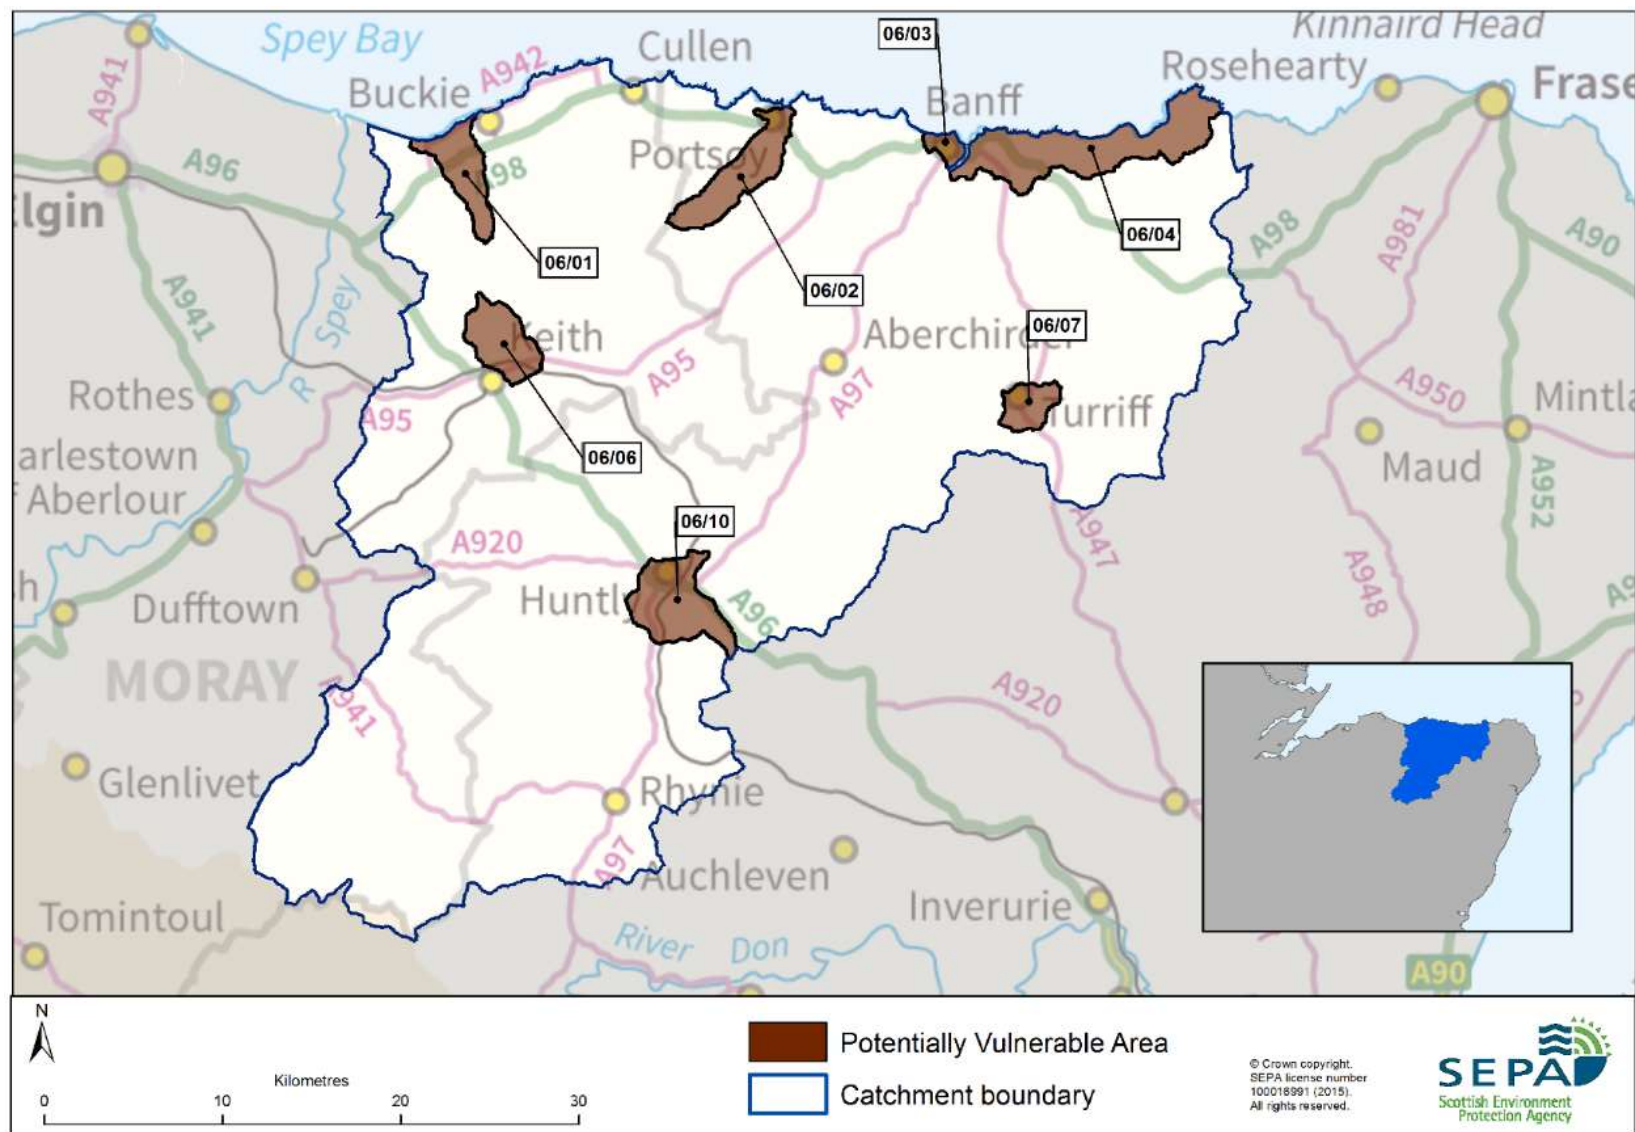 Kinnaird Head
06/03
Spey Bay
Cullen
A942
Rosehearty
Frase
A941
Buckie
Banff
A96
Portsoy
A98
A981
A90
Elgin
A98
06/04
06/01
06/02
A941
Spey
06/07
Keith
Aberchirder
R
A95
A97
A950
Mintla
Rothes
A95
Turriff
arlestown
06/06
Maud
f Aberlour
A952
06/10
A920
A947
h
A948
Dufftown
Huntly
A96
A9
MORAY
A941
A920
Glenlivet
Rhynie
A97
Auchleven
Inverurie
Tomintoul
River Don
A90
N
Kilometres
0 10 20 30
Potentially Vulnerable Area
Catchment boundary
© Crown copyright.
SEPA license number
100016991 (2015).
All rights reserved.
SEPA
Scottish Environment
Protection Agency